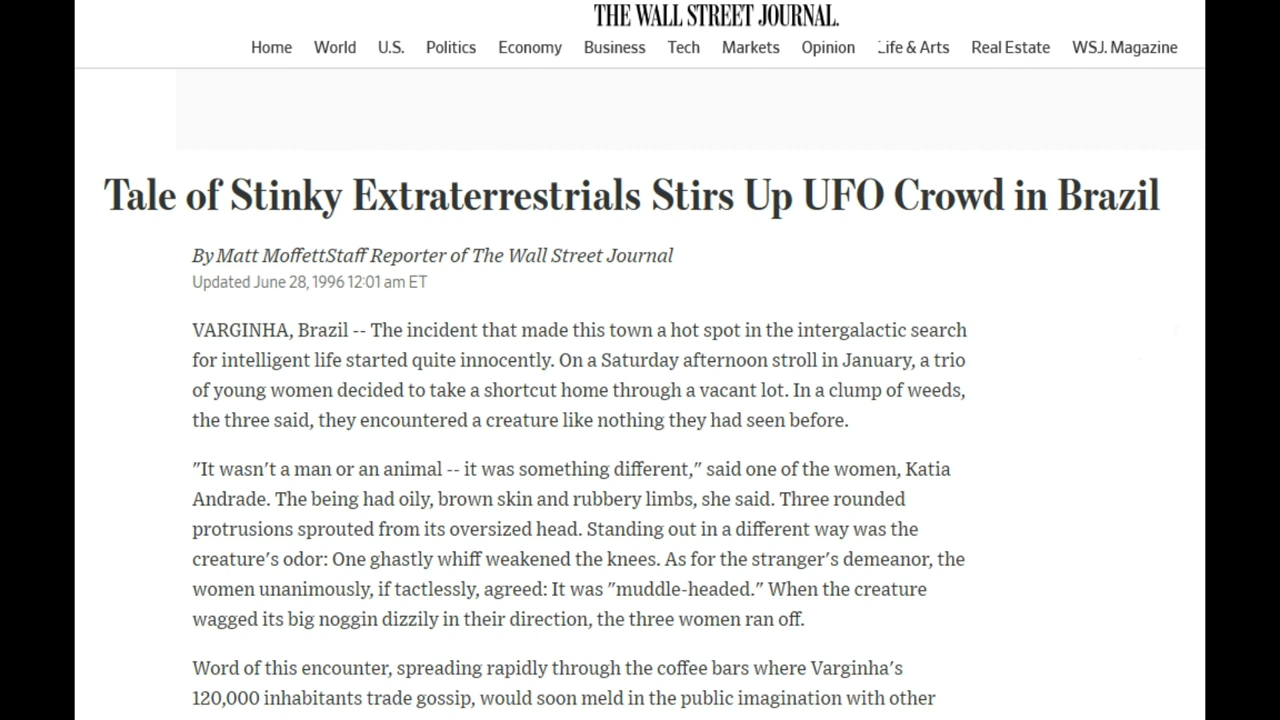 THE WALL STREET JOURNAL.
Home World U.S. Politics Economy Business Tech Markets Opinion Life & Arts Real Estate WSJ. Magazine
Tale of Stinky Extraterrestrials Stirs Up UFO Crowd in Brazil
By Matt MoffettStaff Reporter of The Wall Street Journal
Updated June 28, 1996 12:01 am ET
VARGINHA, Brazil -- The incident that made this town a hot spot in the intergalactic search
for intelligent life started quite innocently. On a Saturday afternoon stroll in January, a trio
of young women decided to take a shortcut home through a vacant lot. In a clump of weeds,
the three said, they encountered a creature like nothing they had seen before.
"It wasn't a man or an animal -- it was something different," said one of the women, Katia
Andrade. The being had oily, brown skin and rubbery limbs, she said. Three rounded
protrusions sprouted from its oversized head. Standing out in a different way was the
creature's odor: One ghastly whiff weakened the knees. As for the stranger's demeanor, the
women unanimously, if tactlessly, agreed: It was "muddle-headed." When the creature
wagged its big noggin dizzily in their direction, the three women ran off.
Word of this encounter, spreading rapidly through the coffee bars where Varginha's
120,000 inhabitants trade gossip, would soon meld in the public imagination with other